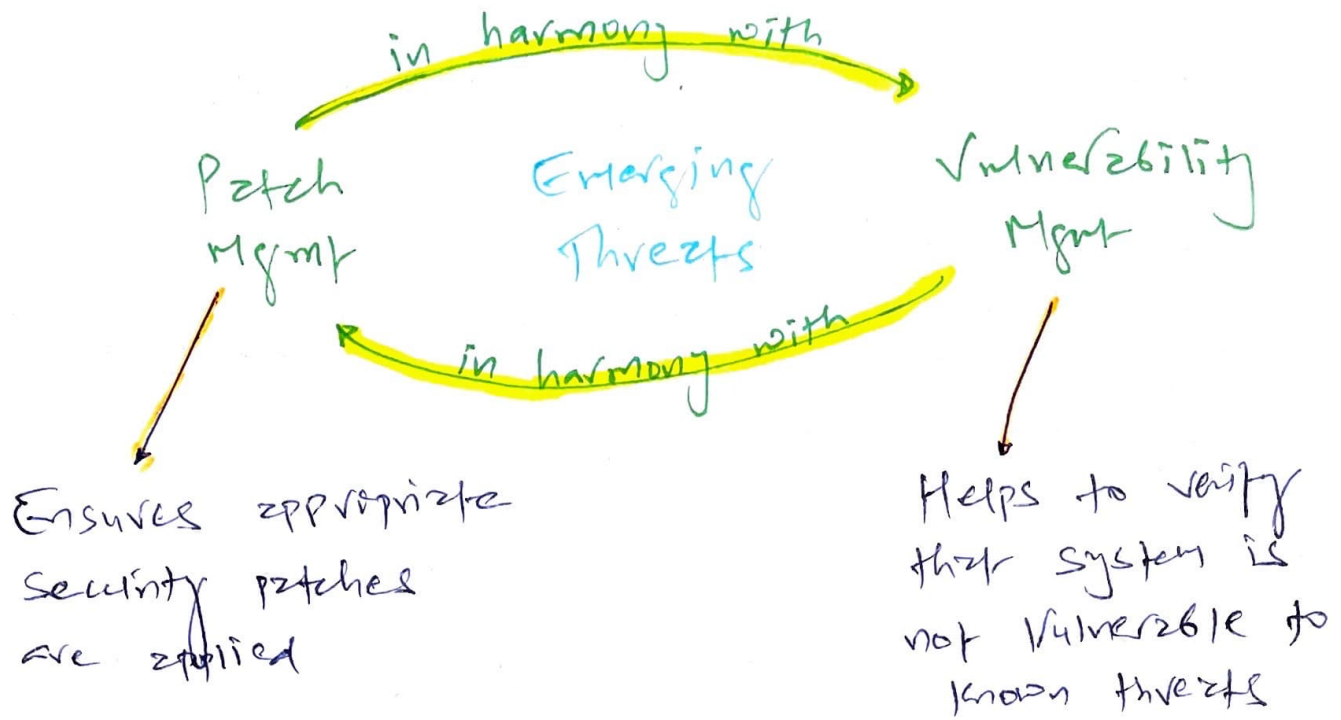 in harmony with
Patch
Mgmt
Emerging
Threats
Vulnerability
Mgmt
in harmony with
Ensures appropriate
security patches
are applied
Helps to verify
that system is
not vulnerable to
known threats